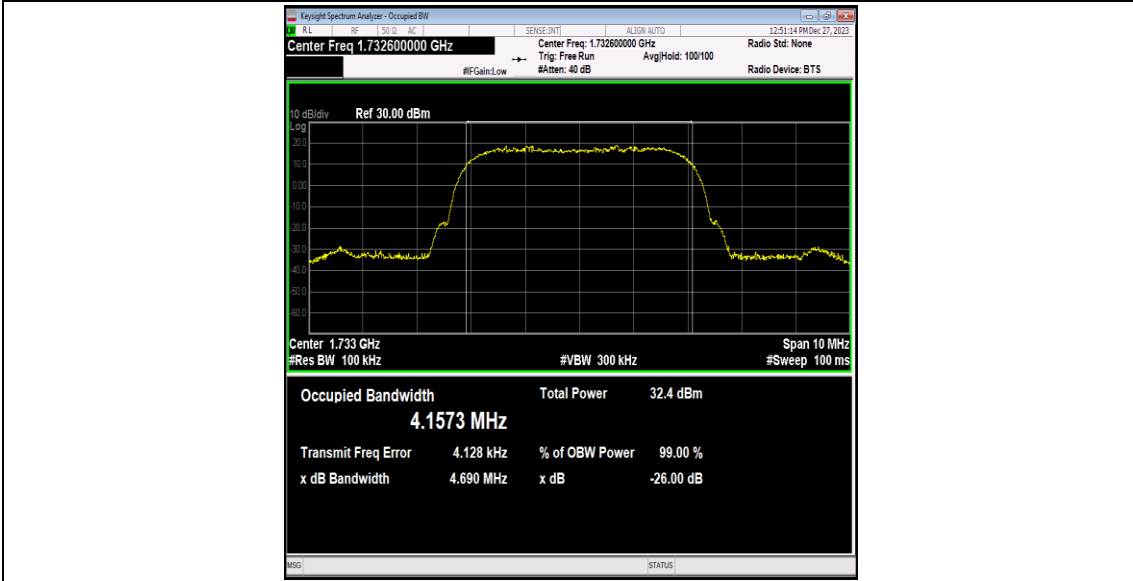 Keysight Spectrum Analyzer - Occupied BW
RL RF 50 Ω AC SENSE:INT ALIGN AUTO 12:51:14 PM Dec 27, 2023
Center Freq 1.732600000 GHz Center Freq: 1.732600000 GHz Radio Std: None
Trig: Free Run Avg|Hold: 100/100
#IFGain:Low #Atten: 40 dB Radio Device: BTS
10 dB/div Ref 30.00 dBm
Log
20.0
10.0
0.00
-10.0
-20.0
-30.0
-40.0
-50.0
-60.0
Center 1.733 GHz Span 10 MHz
#Res BW 100 kHz #VBW 300 kHz #Sweep 100 ms
Occupied Bandwidth Total Power 32.4 dBm
4.1573 MHz
Transmit Freq Error 4.128 kHz % of OBW Power 99.00 %
x dB Bandwidth 4.690 MHz x dB -26.00 dB
MSG STATUS